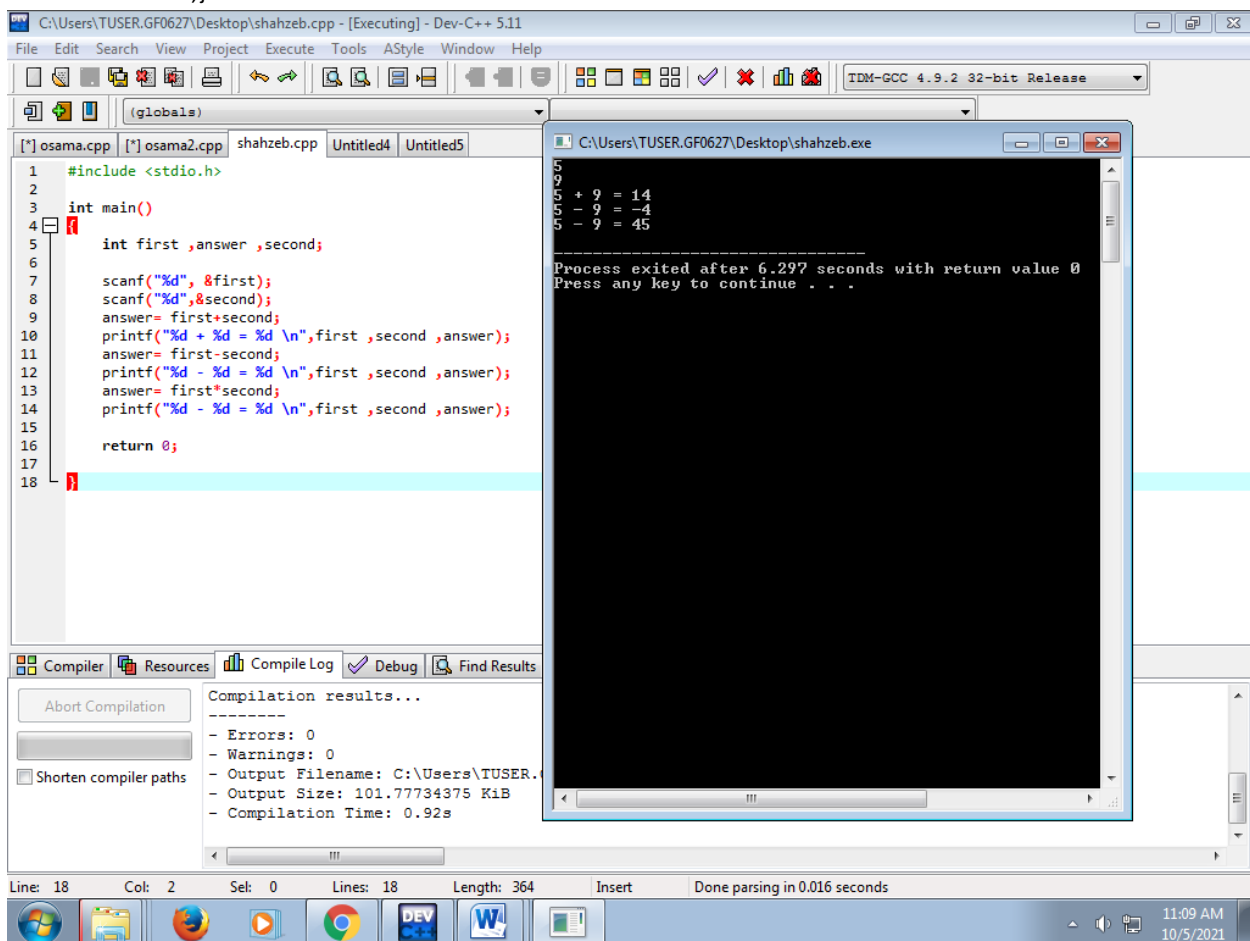 C:\Users\TUSER.GF0627\Desktop\shahzeb.cpp - [Executing] - Dev-C++ 5.11
File Edit Search View Project Execute Tools AStyle Window Help
TDM-GCC 4.9.2 32-bit Release
(globals)
[*] osama.cpp [*] osama2.cpp shahzeb.cpp Untitled4 Untitled5
1 #include <stdio.h>
2
3 int main()
4 {
5 int first ,answer ,second;
6
7 scanf("%d", &first);
8 scanf("%d",&second);
9 answer= first+second;
10 printf("%d + %d = %d \n",first ,second ,answer);
11 answer= first-second;
12 printf("%d - %d = %d \n",first ,second ,answer);
13 answer= first*second;
14 printf("%d - %d = %d \n",first ,second ,answer);
15
16 return 0;
17
18 }
C:\Users\TUSER.GF0627\Desktop\shahzeb.exe
5
9
5 + 9 = 14
5 - 9 = -4
5 - 9 = 45
--------------------------------
Process exited after 6.297 seconds with return value 0
Press any key to continue . . .
Compiler Resources Compile Log Debug Find Results
Abort Compilation
Shorten compiler paths
Compilation results...
--------
- Errors: 0
- Warnings: 0
- Output Filename: C:\Users\TUSER.
- Output Size: 101.77734375 KiB
- Compilation Time: 0.92s
Line: 18 Col: 2 Sel: 0 Lines: 18 Length: 364 Insert Done parsing in 0.016 seconds
DEV C++ W
11:09 AM
10/5/2021